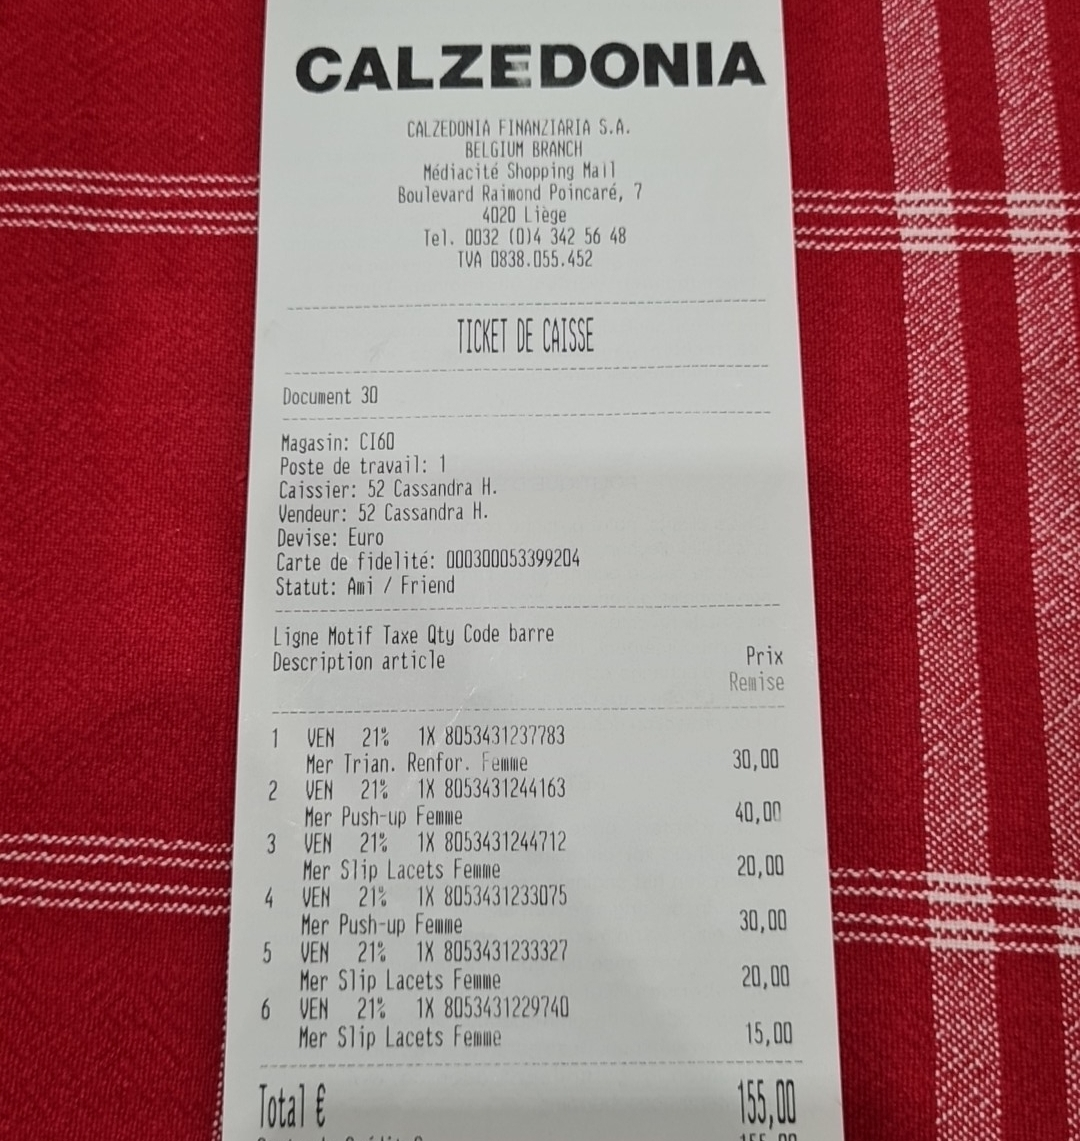 CALZEDONIA
CALZEDONIA FINANZIARIA S.A.
BELGIUM BRANCH
Médiacité Shopping Mall
Boulevard Raimond Poincaré, 7
4020 Liège
Tel. 0032 (0)4 342 56 48
TVA 0838.055.452
TICKET DE CAISSE
Document 30
Magasin: CI60
Poste de travail: 1
Caissier: 52 Cassandra H.
Vendeur: 52 Cassandra H.
Devise: Euro
Carte de fidelité: 000300053399204
Statut: Ami / Friend
Ligne Motif Taxe Qty Code barre
Description article Prix
Remise
1 VEN 21% 1X 8053431237783
Mer Trian. Renfor. Femme 30,00
2 VEN 21% 1X 8053431244163
Mer Push-up Femme 40,00
3 VEN 21% 1X 8053431244712
Mer Slip Lacets Femme 20,00
4 VEN 21% 1X 8053431233075
Mer Push-up Femme 30,00
5 VEN 21% 1X 8053431233327
Mer Slip Lacets Femme 20,00
6 VEN 21% 1X 8053431229740
Mer Slip Lacets Femme 15,00
Total € 155,00